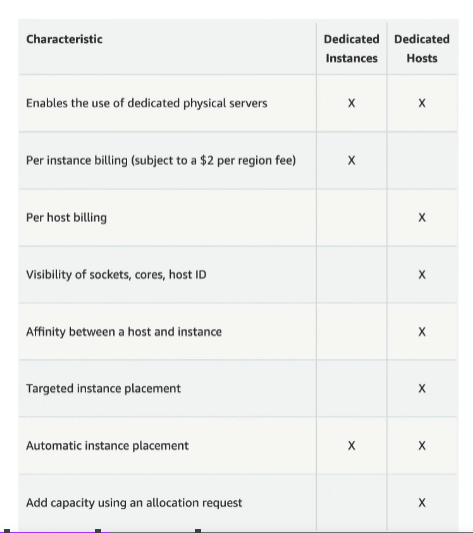 Characteristic Dedicated Dedicated
Instances Hosts
Enables the use of dedicated physical servers X X
Per instance billing (subject to a $2 per region fee) X
Per host billing X
Visibility of sockets, cores, host ID X
Affinity between a host and instance X
Targeted instance placement X
Automatic instance placement X X
Add capacity using an allocation request X